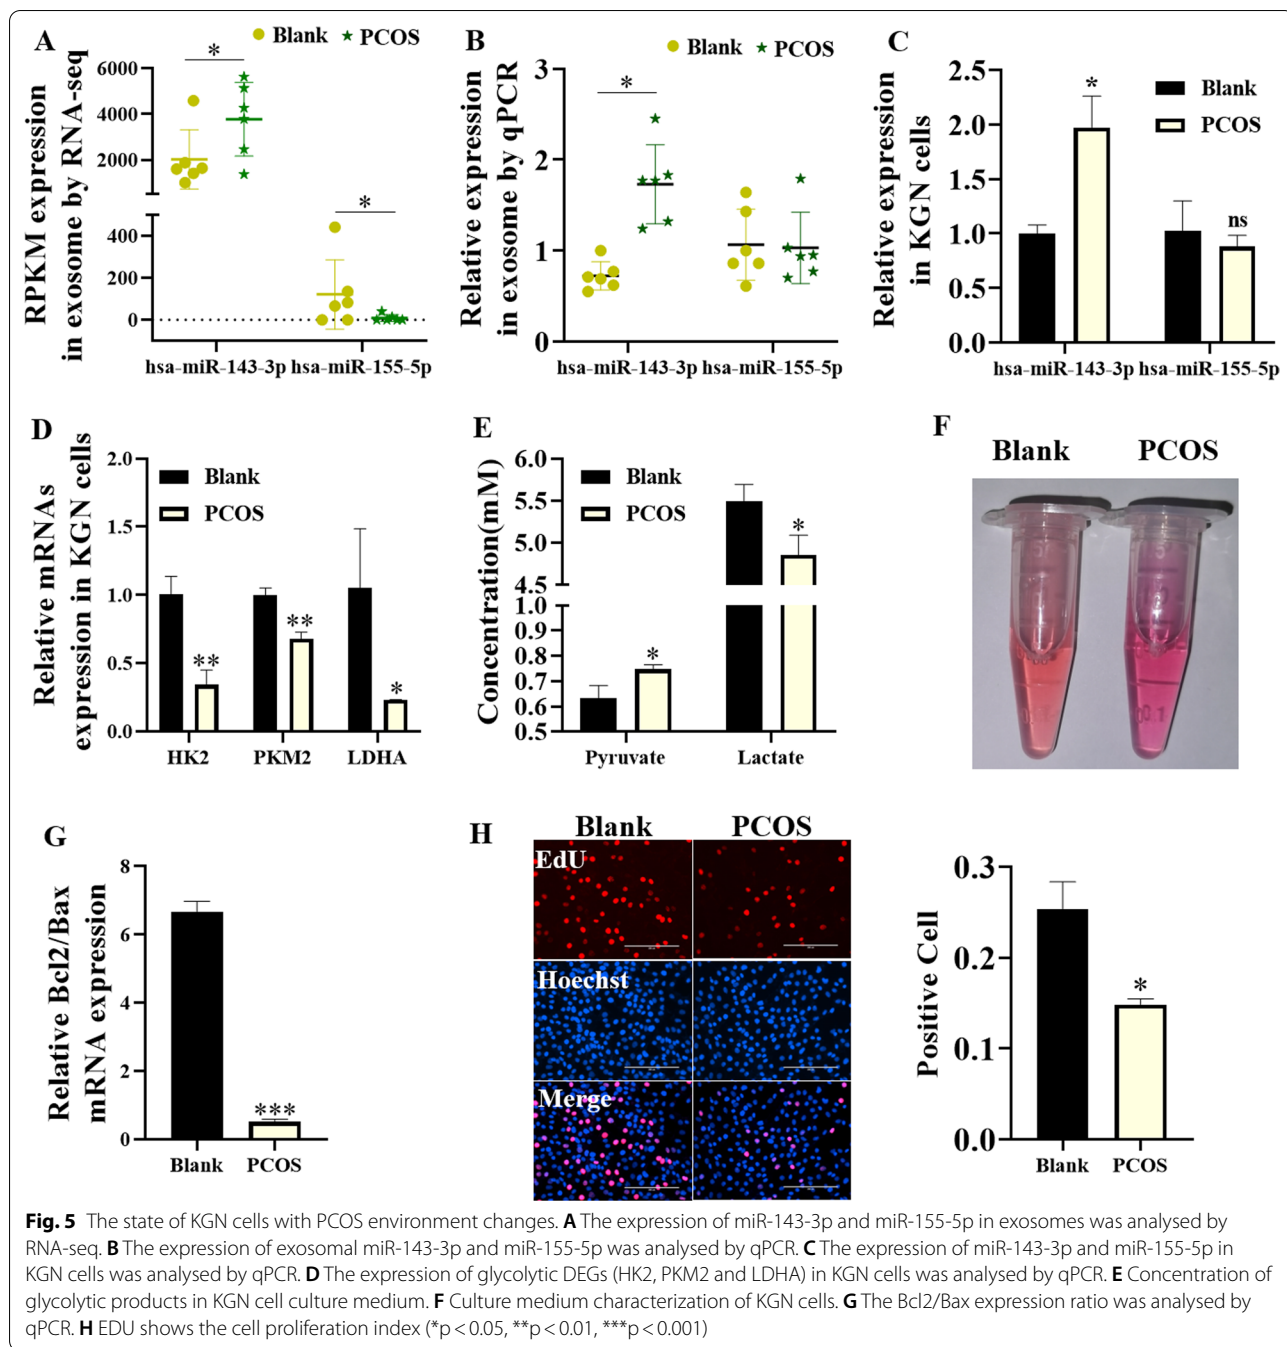 A
Blank
PCOS
RPKM expression
in exosome by RNA-seq
6000
4000
2000
400
200
0
*
*
hsa-miR-143-3p
hsa-miR-155-5p
B
Blank
PCOS
Relative expression
in exosome by qPCR
3
2
1
0
*
hsa-miR-143-3p
hsa-miR-155-5p
C
Blank
PCOS
Relative expression
in KGN cells
2.5
2.0
1.5
1.0
0.5
0.0
*
ns
hsa-miR-143-3p
hsa-miR-155-5p
D
Blank
PCOS
Relative mRNAs
expression in KGN cells
2.0
1.5
1.0
0.5
0.0
**
**
*
HK2
PKM2
LDHA
E
Blank
PCOS
Concentration(mM)
6.0
5.5
5.0
4.5
1.0
0.9
0.8
0.7
0.6
0.5
*
*
Pyruvate
Lactate
F
Blank
PCOS
G
Relative Bcl2/Bax
mRNA expression
8
6
4
2
0
***
Blank
PCOS
H
Blank
PCOS
EdU
Hoechst
Merge
Positive Cell
0.3
0.2
0.1
0.0
*
Blank
PCOS
Fig. 5 The state of KGN cells with PCOS environment changes. A The expression of miR-143-3p and miR-155-5p in exosomes was analysed by
RNA-seq. B The expression of exosomal miR-143-3p and miR-155-5p was analysed by qPCR. C The expression of miR-143-3p and miR-155-5p in
KGN cells was analysed by qPCR. D The expression of glycolytic DEGs (HK2, PKM2 and LDHA) in KGN cells was analysed by qPCR. E Concentration of
glycolytic products in KGN cell culture medium. F Culture medium characterization of KGN cells. G The Bcl2/Bax expression ratio was analysed by
qPCR. H EDU shows the cell proliferation index (*p < 0.05, **p < 0.01, ***p < 0.001)